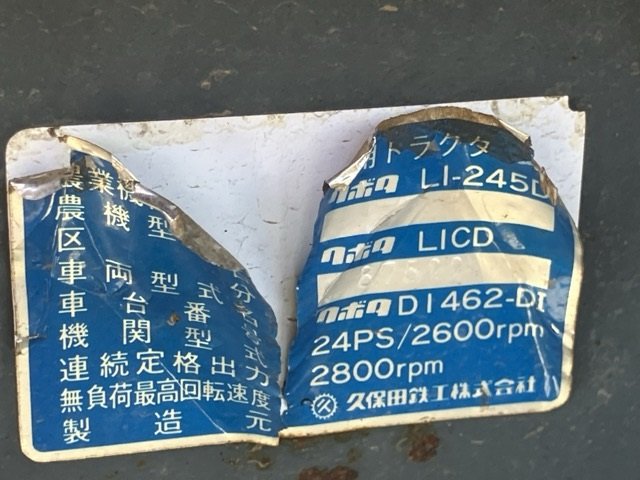 農業機
用トラクタ
農機型
クボタ L1-245D
区分
車両型式
クボタ L1CD
車台番
機関型式
クボタ D1462-DI
連続定格出力
24PS/2600rpm
無負荷最高回転速度
2800rpm
製造元
久保田鉄工株式会社